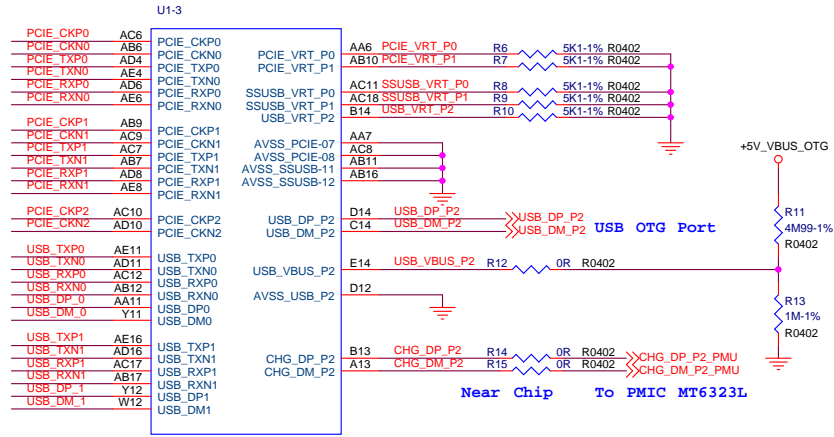 U1-3
PCIE_CKP0 AC6 PCIE_CKP0
PCIE_CKN0 AB6 PCIE_CKN0
PCIE_TXP0 AD4 PCIE_TXP0
PCIE_TXN0 AE4 PCIE_TXN0
PCIE_RXP0 AD6 PCIE_RXP0
PCIE_RXN0 AE6 PCIE_RXN0
PCIE_CKP1 AB9 PCIE_CKP1
PCIE_CKN1 AC9 PCIE_CKN1
PCIE_TXP1 AC7 PCIE_TXP1
PCIE_TXN1 AB7 PCIE_TXN1
PCIE_RXP1 AD8 PCIE_RXP1
PCIE_RXN1 AE8 PCIE_RXN1
PCIE_CKP2 AC10 PCIE_CKP2
PCIE_CKN2 AD10 PCIE_CKN2
USB_TXP0 AE11 USB_TXP0
USB_TXN0 AD11 USB_TXN0
USB_RXP0 AC12 USB_RXP0
USB_RXN0 AB12 USB_RXN0
USB_DP_0 AA11 USB_DP0
USB_DM_0 Y11 USB_DM0
USB_TXP1 AE16 USB_TXP1
USB_TXN1 AD16 USB_TXN1
USB_RXP1 AC17 USB_RXP1
USB_RXN1 AB17 USB_RXN1
USB_DP_1 Y12 USB_DP1
USB_DM_1 W12 USB_DM1
PCIE_VRT_P0 AA6 PCIE_VRT_P0 R6 5K1-1% R0402
PCIE_VRT_P1 AB10 PCIE_VRT_P1 R7 5K1-1% R0402
SSUSB_VRT_P0 AC11 SSUSB_VRT_P0 R8 5K1-1% R0402
SSUSB_VRT_P1 AC18 SSUSB_VRT_P1 R9 5K1-1% R0402
USB_VRT_P2 B14 USB_VRT_P2 R10 5K1-1% R0402
AVSS_PCIE-07 AA7
AVSS_PCIE-08 AC8
AVSS_SSUSB-11 AB11
AVSS_SSUSB-12 AB16
USB_DP_P2 D14 USB_DP_P2 USB_DP_P2
USB_DM_P2 C14 USB_DM_P2 USB_DM_P2
USB OTG Port
USB_VBUS_P2 E14 USB_VBUS_P2 R12 0R R0402
AVSS_USB_P2 D12
CHG_DP_P2 B13 CHG_DP_P2 R14 0R R0402 CHG_DP_P2_PMU
CHG_DM_P2 A13 CHG_DM_P2 R15 0R R0402 CHG_DM_P2_PMU
Near Chip To PMIC MT6323L
+5V_VBUS_OTG
R11
4M99-1%
R0402
R13
1M-1%
R0402